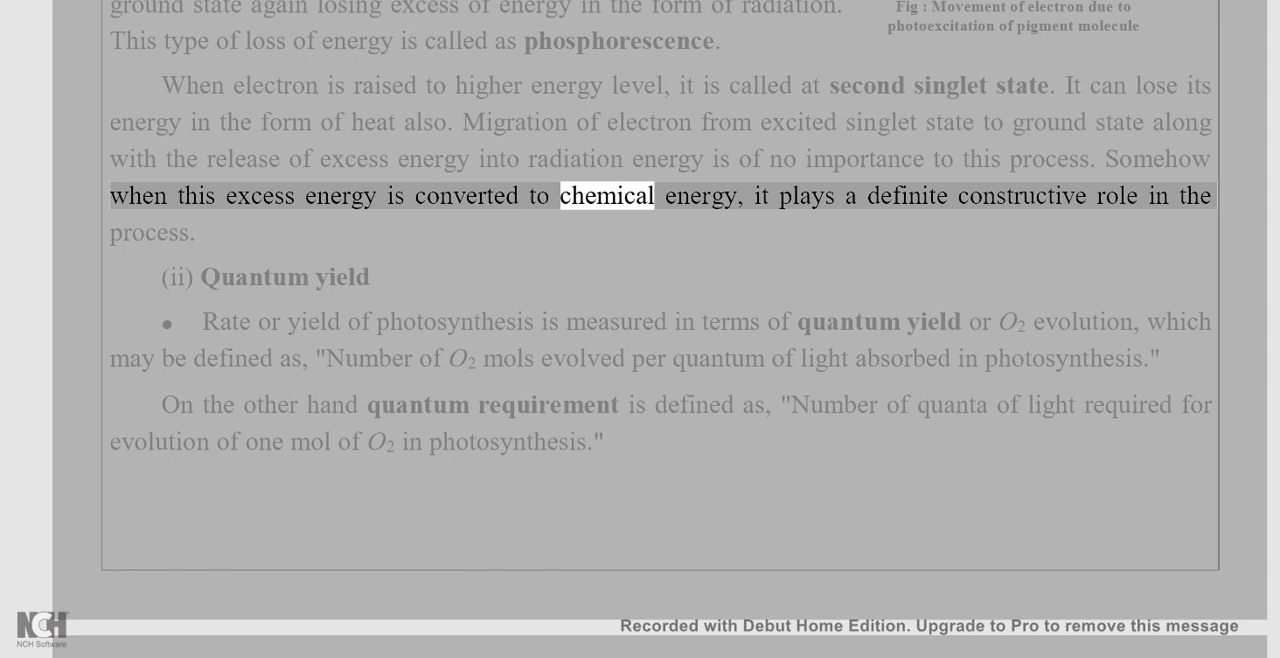 ground state again losing excess of energy in the form of radiation.
Fig : Movement of electron due to
photoexcitation of pigment molecule
This type of loss of energy is called as phosphorescence.
When electron is raised to higher energy level, it is called at second singlet state. It can lose its
energy in the form of heat also. Migration of electron from excited singlet state to ground state along
with the release of excess energy into radiation energy is of no importance to this process. Somehow
when this excess energy is converted to chemical energy, it plays a definite constructive role in the
process.
(ii) Quantum yield
● Rate or yield of photosynthesis is measured in terms of quantum yield or O₂ evolution, which
may be defined as, "Number of O₂ mols evolved per quantum of light absorbed in photosynthesis."
On the other hand quantum requirement is defined as, "Number of quanta of light required for
evolution of one mol of O₂ in photosynthesis."
NCH
NCH Software
Recorded with Debut Home Edition. Upgrade to Pro to remove this message